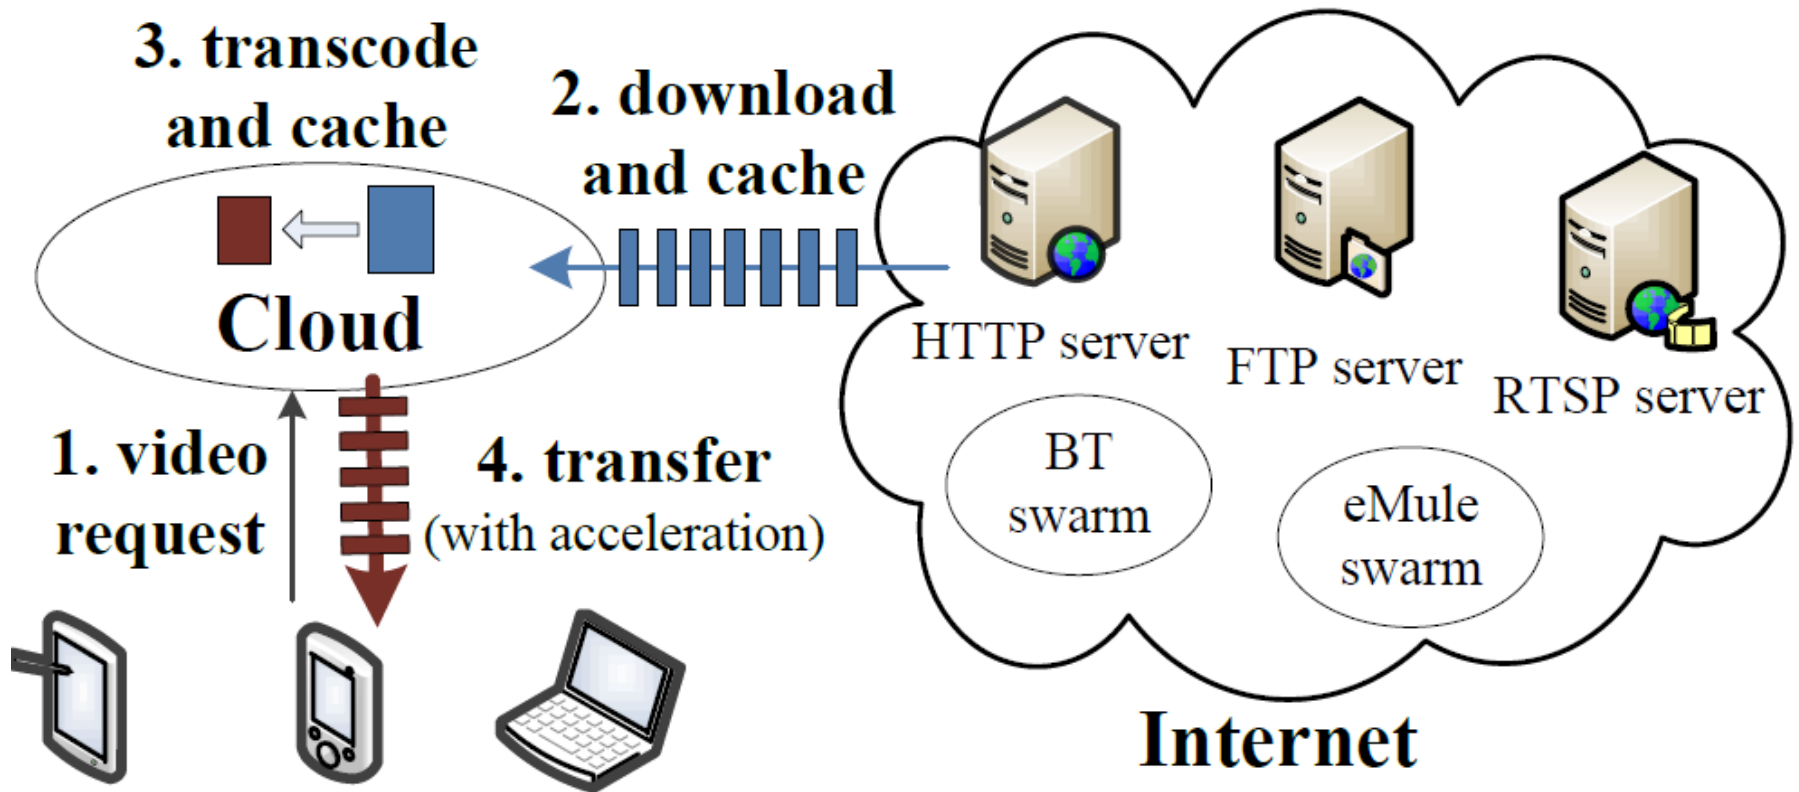 3. transcode
and cache
2. download
and cache
Cloud
HTTP server
FTP server
RTSP server
1. video
request
4. transfer
(with acceleration)
BT
swarm
eMule
swarm
Internet